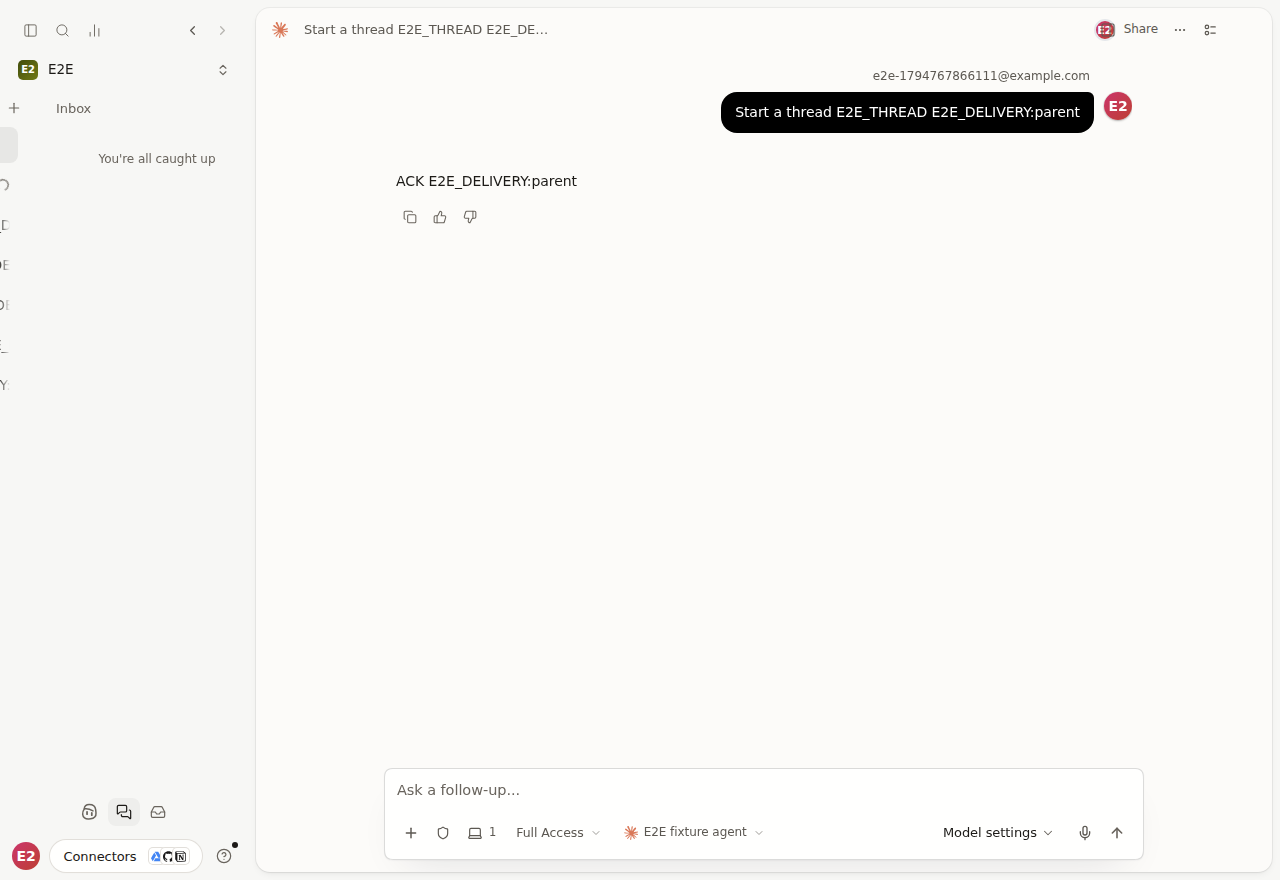 Start a thread E2E_THREAD E2E_DE…
E2 Share
E2 E2E
e2e-1794767866111@example.com
Inbox
Start a thread E2E_THREAD E2E_DELIVERY:parent
E2
You're all caught up
ACK E2E_DELIVERY:parent
Ask a follow-up...
1
Full Access
E2E fixture agent
Model settings
E2
Connectors